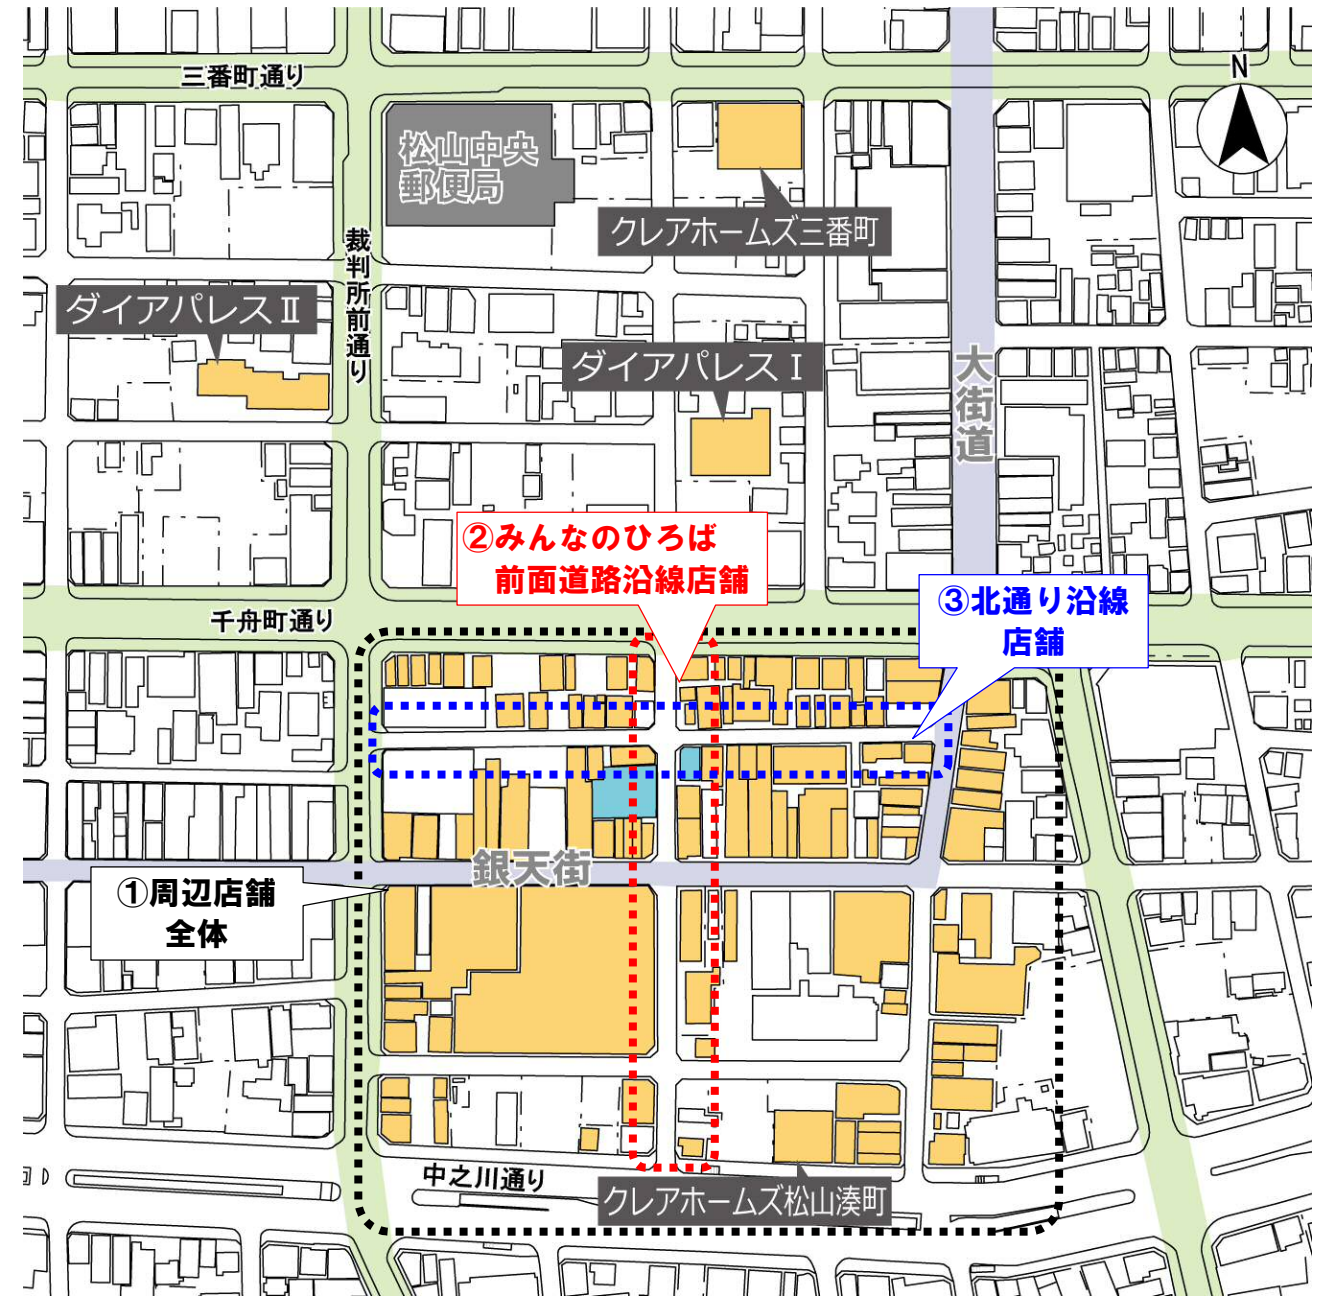 三番町通り
N
松山中央
郵便局
クレアホームズ三番町
裁判所前通り
ダイアパレスⅡ
ダイアパレスⅠ
大街道
②みんなのひろば
前面道路沿線店舗
③北通り沿線
店舗
千舟町通り
銀天街
①周辺店舗
全体
中之川通り
クレアホームズ松山湊町